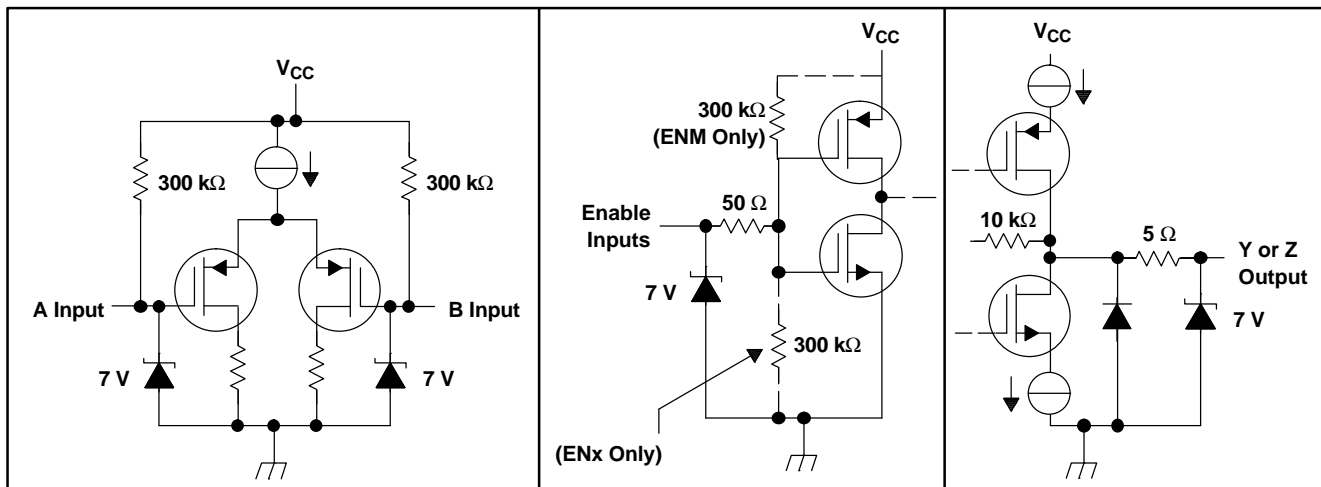 VCC
300 kΩ
300 kΩ
A Input
B Input
7 V
7 V
VCC
300 kΩ
(ENM Only)
50 Ω
Enable
Inputs
7 V
300 kΩ
(ENx Only)
VCC
10 kΩ
5 Ω
Y or Z
Output
7 V